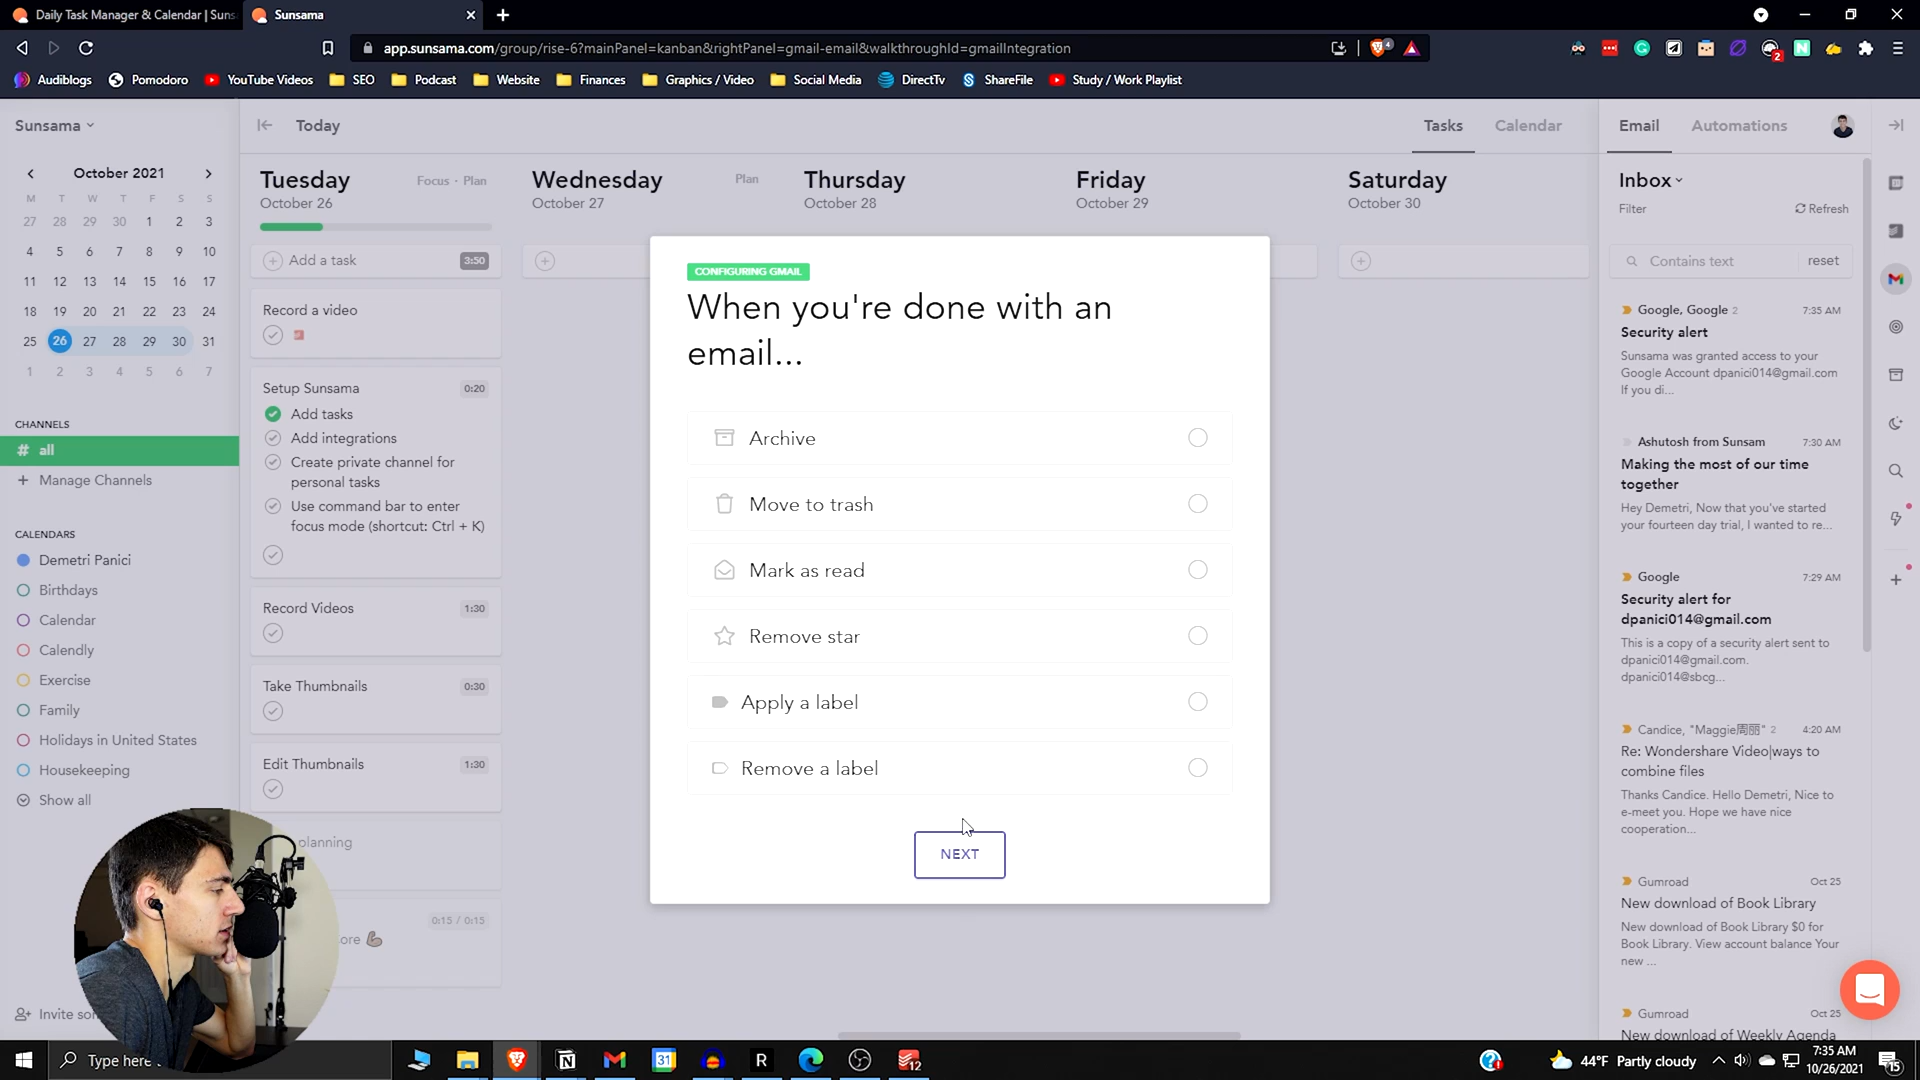 Daily Task Manager & Calendar | Suns
Sunsama
app.sunsama.com/group/rise-6?mainPanel=kanban&rightPanel=gmail-email&walkthroughId=gmailIntegration
4
2
Audiblogs
Pomodoro
YouTube Videos
SEO
Podcast
Website
Finances
Graphics / Video
Social Media
DirectTv
ShareFile
Study / Work Playlist
Sunsama
October 2021
M T W T F S S
27 28 29 30 1 2 3
4 5 6 7 8 9 10
11 12 13 14 15 16 17
18 19 20 21 22 23 24
25 26 27 28 29 30 31
1 2 3 4 5 6 7
CHANNELS
# all
+ Manage Channels
CALENDARS
Demetri Panici
Birthdays
Calendar
Calendly
Exercise
Family
Holidays in United States
Housekeeping
Show all
Today
Tasks
Calendar
Tuesday
Focus · Plan
October 26
Add a task
3:50
Record a video
Setup Sunsama
0:20
Add tasks
Add integrations
Create private channel for
personal tasks
Use command bar to enter
focus mode (shortcut: Ctrl + K)
Record Videos
1:30
Take Thumbnails
0:30
Edit Thumbnails
1:30
planning
0:15 / 0:15
Wednesday
Plan
October 27
Thursday
October 28
Friday
October 29
Saturday
October 30
CONFIGURING GMAIL
When you're done with an
email...
Archive
Move to trash
Mark as read
Remove star
Apply a label
Remove a label
NEXT
Email
Automations
Inbox
Filter
Refresh
Contains text
reset
Google, Google 2
7:35 AM
Security alert
Sunsama was granted access to your
Google Account dpanici014@gmail.com
If you di...
Ashutosh from Sunsam
7:30 AM
Making the most of our time
together
Hey Demetri, Now that you've started
your fourteen day trial, I wanted to re...
Google
7:29 AM
Security alert for
dpanici014@gmail.com
This is a copy of a security alert sent to
dpanici014@gmail.com.
dpanici014@sbcg...
Candice, "Maggie周丽" 2
4:20 AM
Re: Wondershare Video|ways to
combine files
Thanks Candice. Hello Demetri, Nice to
e-meet you. Hope we have nice
cooperation...
Gumroad
Oct 25
New download of Book Library
New download of Book Library $0 for
Book Library. View account balance Your
new ...
Gumroad
Oct 25
New download of Weekly Agenda
Type here
31
R
12
44°F Partly cloudy
7:35 AM
10/26/2021
15